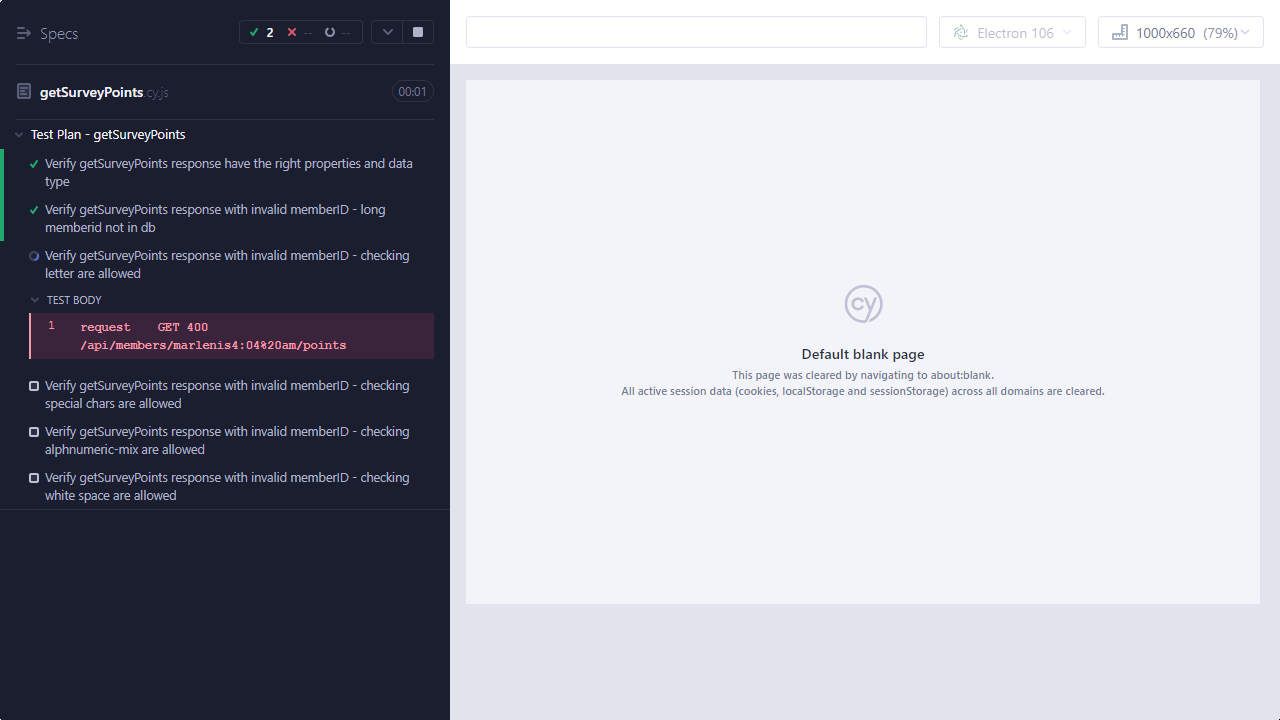 Specs
2 -- --
Electron 106
1000x660 (79%)
getSurveyPoints.cy.js
00:01
Test Plan - getSurveyPoints
Verify getSurveyPoints response have the right properties and data
type
Verify getSurveyPoints response with invalid memberID - long
memberid not in db
Verify getSurveyPoints response with invalid memberID - checking
letter are allowed
TEST BODY
1 request GET 400
/api/members/marlenis4:04%20am/points
Verify getSurveyPoints response with invalid memberID - checking
special chars are allowed
Verify getSurveyPoints response with invalid memberID - checking
alphnumeric-mix are allowed
Verify getSurveyPoints response with invalid memberID - checking
white space are allowed
cy
Default blank page
This page was cleared by navigating to about:blank.
All active session data (cookies, localStorage and sessionStorage) across all domains are cleared.